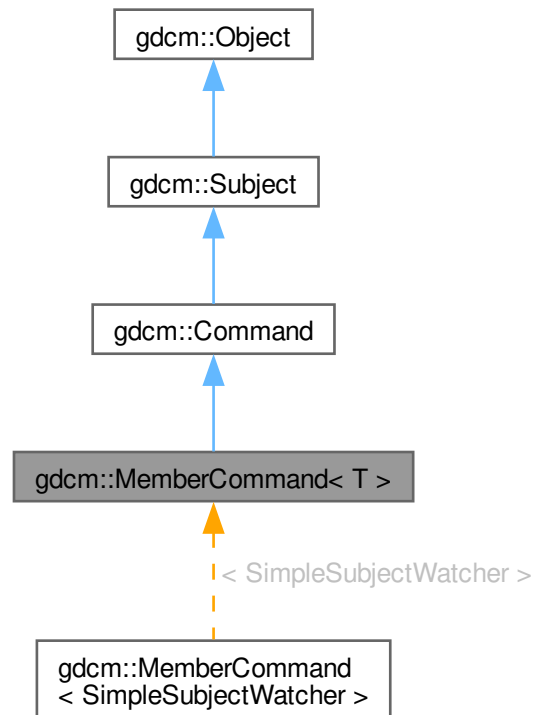 gdcm::Object
gdcm::Subject
gdcm::Command
gdcm::MemberCommand< T >
< SimpleSubjectWatcher >
gdcm::MemberCommand
< SimpleSubjectWatcher >